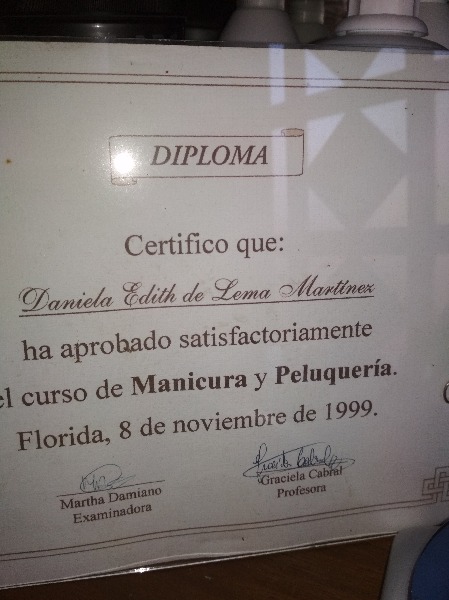 DIPLOMA
Certifico que:
Daniela Edith de Lema Martínez
ha aprobado satisfactoriamente
el curso de Manicura y Peluquería.
Florida, 8 de noviembre de 1999.
Martha Damiano
Examinadora
Graciela Cabral
Profesora